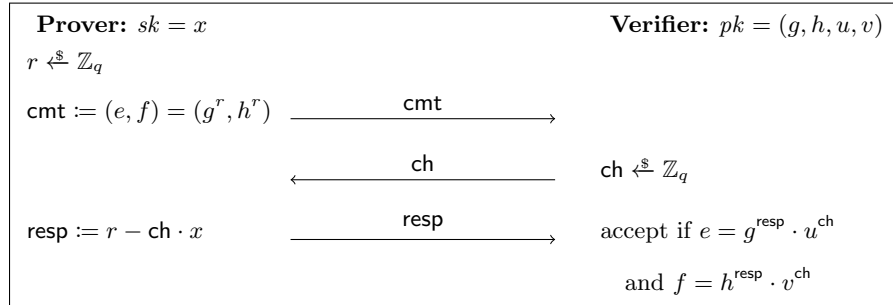 Prover: sk = x Verifier: pk = (g, h, u, v)
r ←$ ℤ_q
cmt := (e, f) = (g^r, h^r) cmt
ch ch ←$ ℤ_q
resp := r − ch · x resp accept if e = g^resp · u^ch
and f = h^resp · v^ch